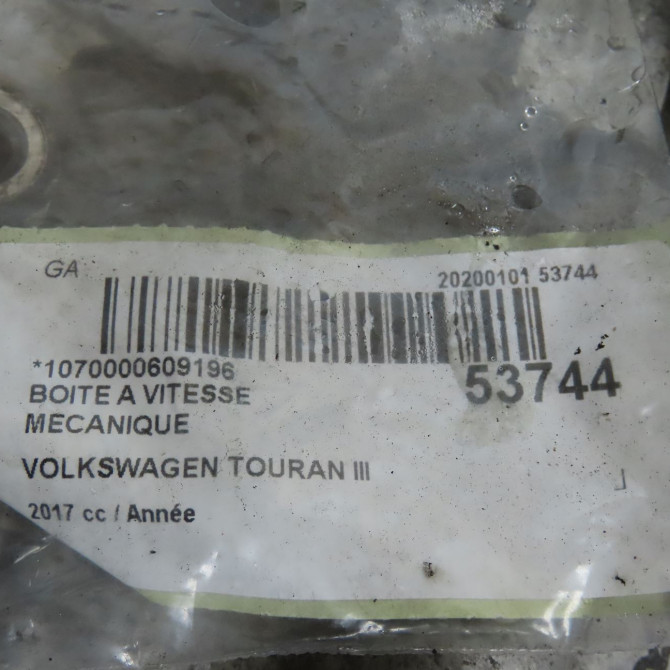 GA
20200101 53744
*1070000609196
53744
BOITE A VITESSE
MECANIQUE
VOLKSWAGEN TOURAN III
2017 cc / Année